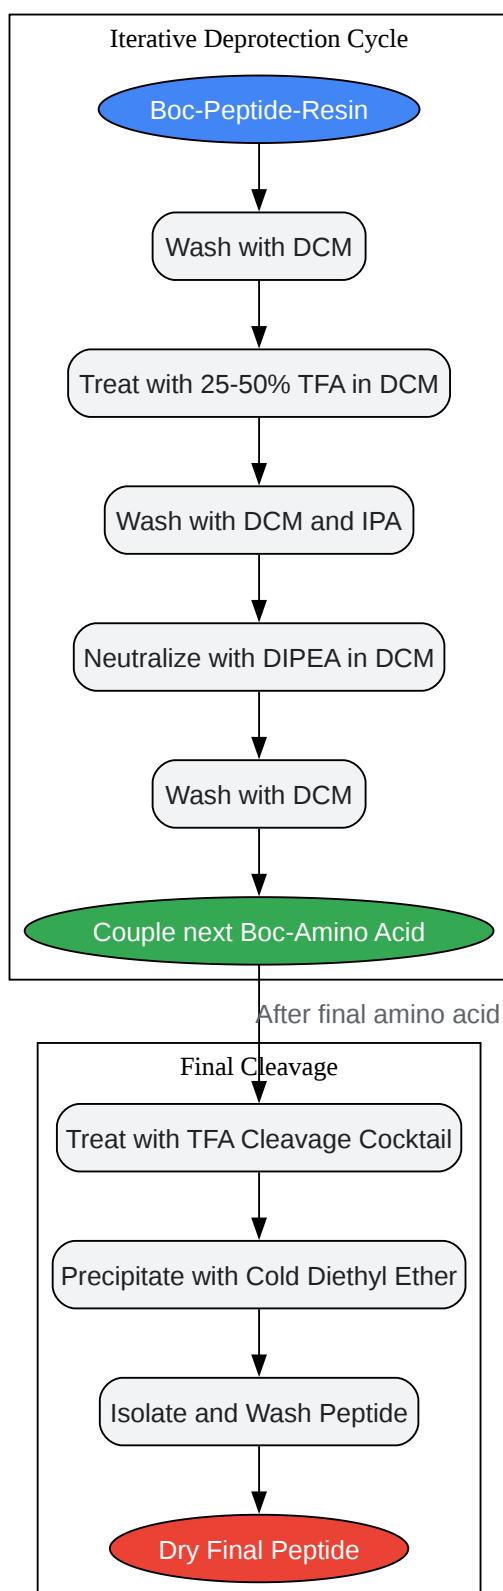 Iterative Deprotection Cycle
Boc-Peptide-Resin
Wash with DCM
Treat with 25-50% TFA in DCM
Wash with DCM and IPA
Neutralize with DIPEA in DCM
Wash with DCM
Couple next Boc-Amino Acid
After final amino acid
Final Cleavage
Treat with TFA Cleavage Cocktail
Precipitate with Cold Diethyl Ether
Isolate and Wash Peptide
Dry Final Peptide